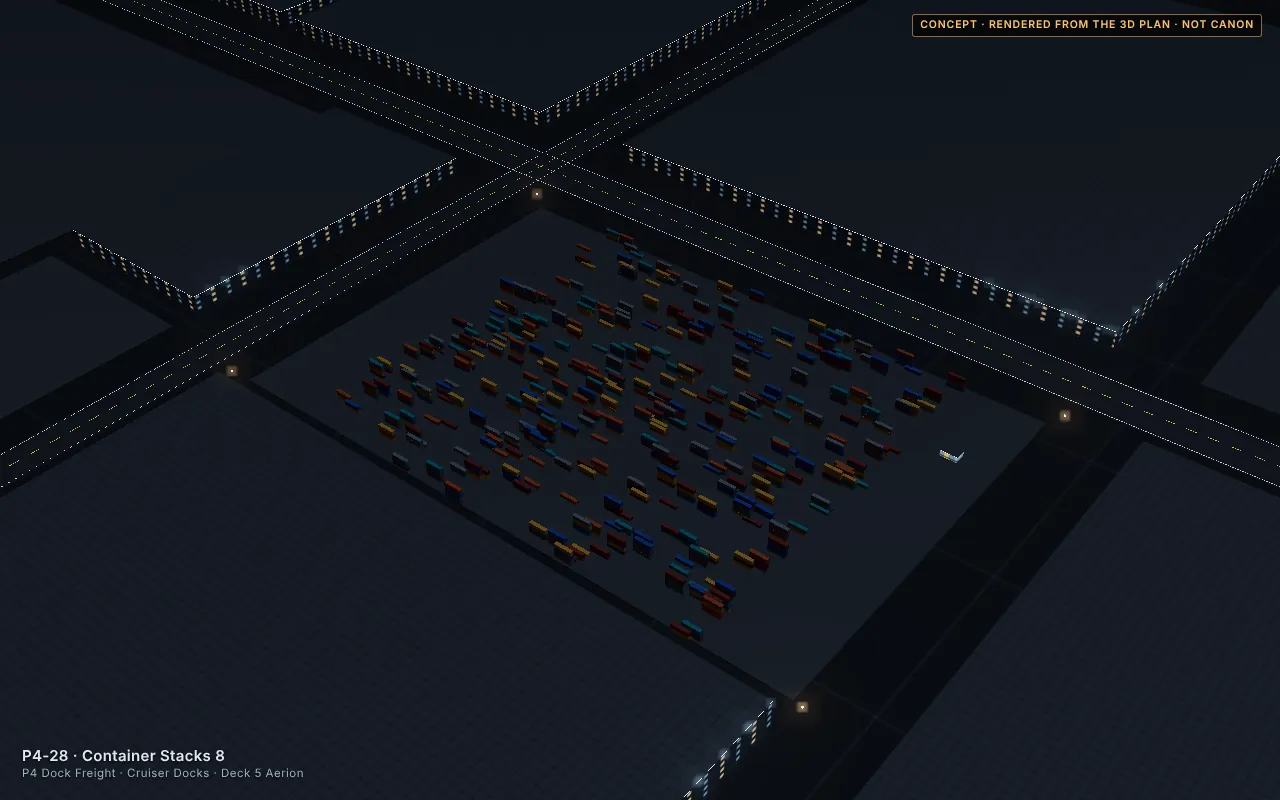 CONCEPT · RENDERED FROM THE 3D PLAN · NOT CANON
P4-28 · Container Stacks 8
P4 Dock Freight · Cruiser Docks · Deck 5 Aerion